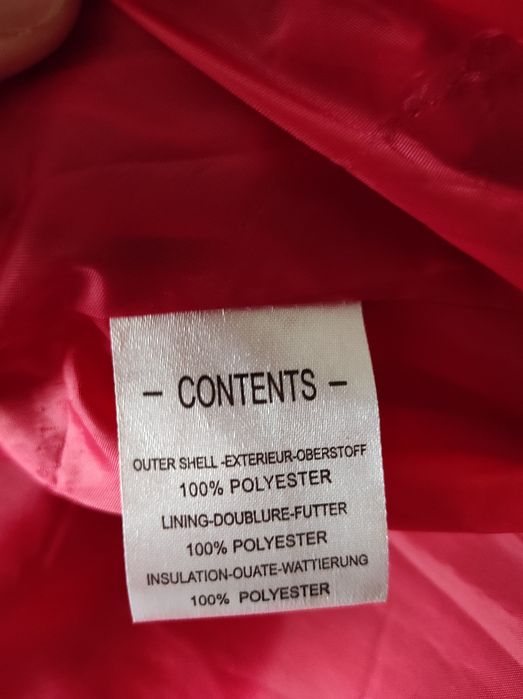 - CONTENTS -
OUTER SHELL -EXTERIEUR-OBERSTOFF
100% POLYESTER
LINING-DOUBLURE-FUTTER
100% POLYESTER
INSULATION-OUATE-WATTIERUNG
100% POLYESTER